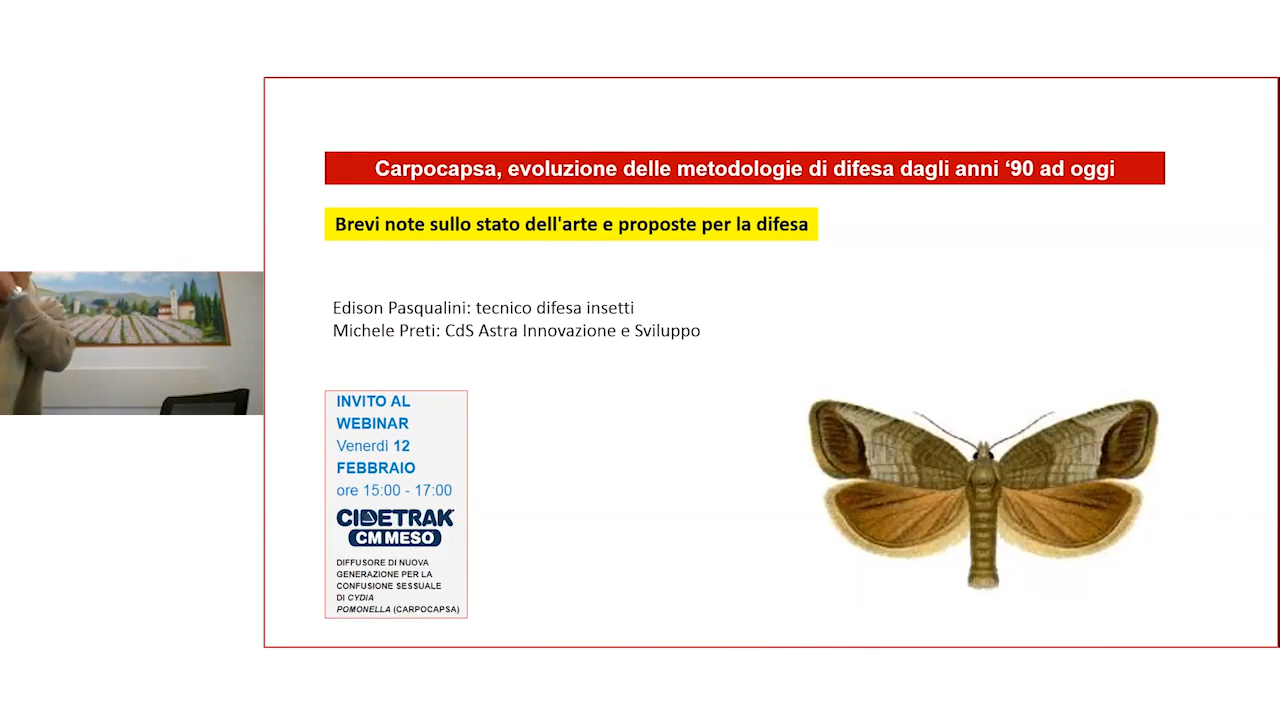 Carpocapsa, evoluzione delle metodologie di difesa dagli anni ‘90 ad oggi
Brevi note sullo stato dell'arte e proposte per la difesa
Edison Pasqualini: tecnico difesa insetti
Michele Preti: CdS Astra Innovazione e Sviluppo
INVITO AL
WEBINAR
Venerdì 12
FEBBRAIO
ore 15:00 - 17:00
CIDETRAK
CM MESO
DIFFUSORE DI NUOVA
GENERAZIONE PER LA
CONFUSIONE SESSUALE
DI CYDIA
POMONELLA (CARPOCAPSA)